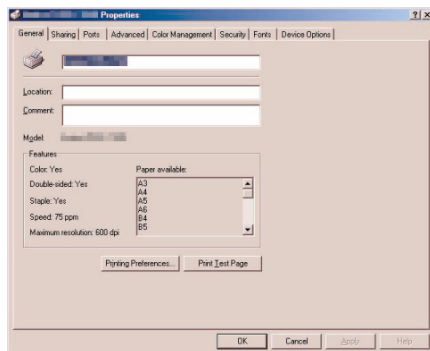 Properties
General Sharing Ports Advanced Color Management Security Fonts Device Options
Location:
Comment:
Model:
Features
Color: Yes
Paper available:
Double-sided: Yes
A3
A4
Staple: Yes
A5
A6
Speed: 75 ppm
B4
Maximum resolution: 600 dpi
B5
Printing Preferences... Print Test Page
OK Cancel Apply Help